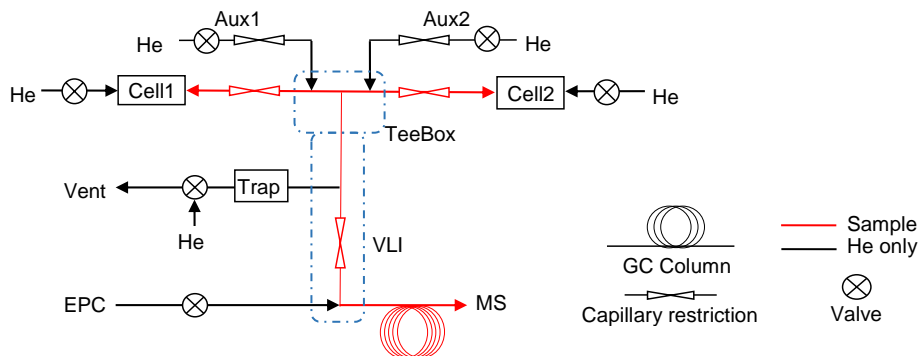 Aux1
Aux2
He
He
He
Cell1
Cell2
He
TeeBox
Vent
Trap
He
VLI
EPC
MS
GC Column
Capillary restriction
Sample
He only
Valve